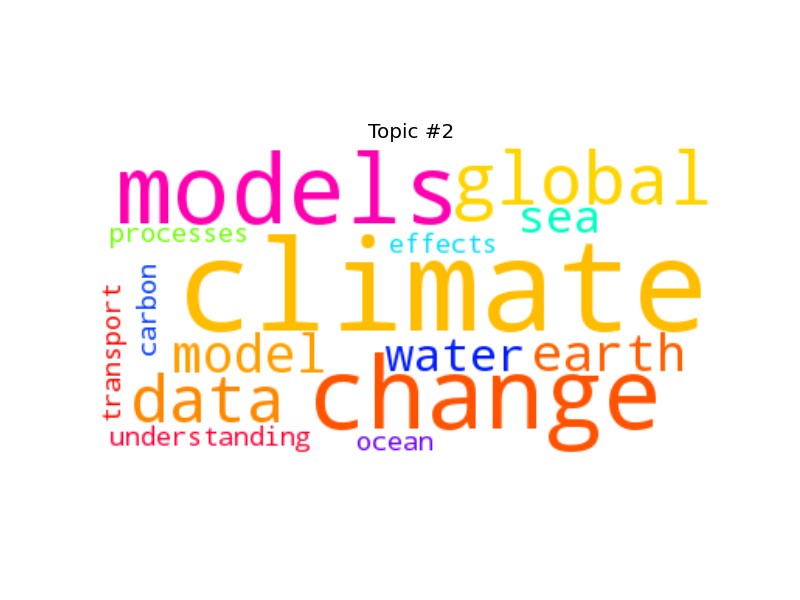 Topic #2
models
global
sea
processes
effects
climate
carbon
transport
model
water
earth
data
change
understanding
ocean